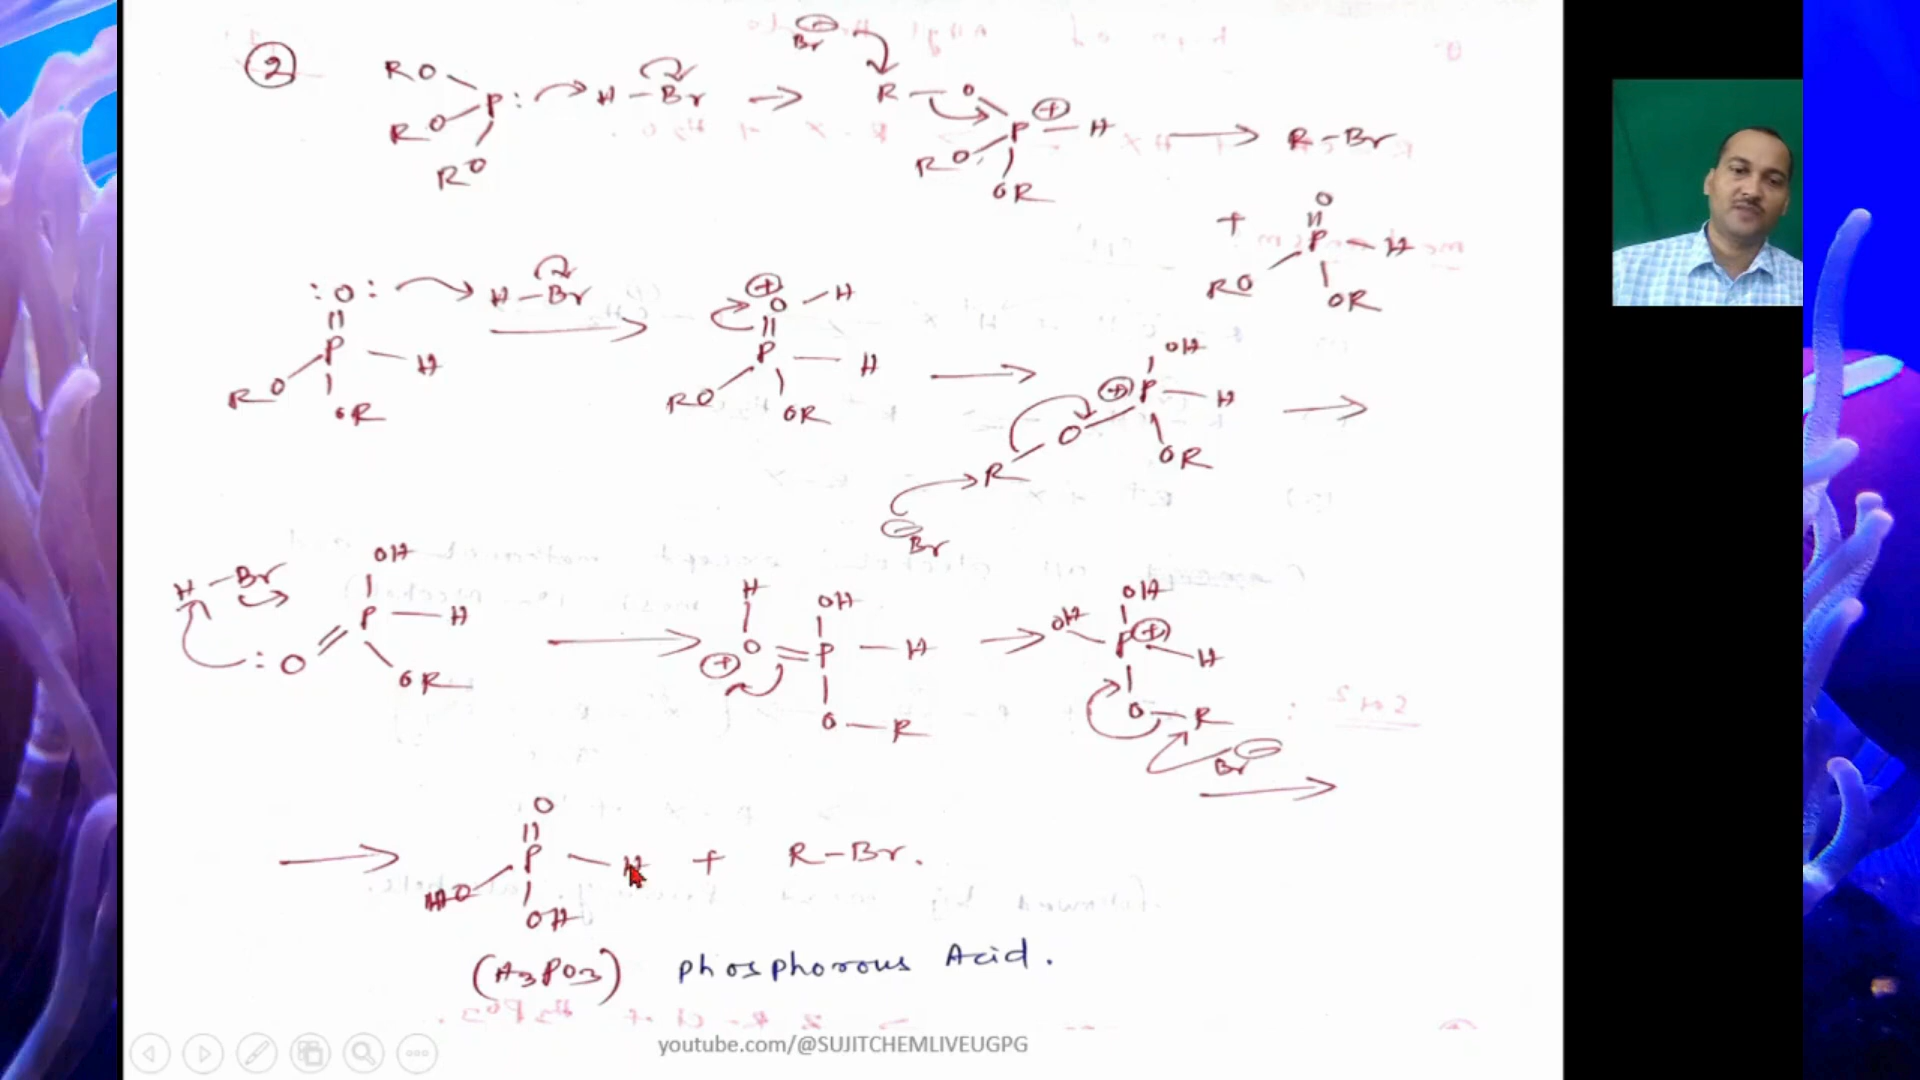 ②
RO
RO P: H-Br → R-O P⊕-H → R-Br
RO
⊖Br
RO OR
+ O=P-H
RO OR
:O: H-Br ⊕O-H
P-H P-H → OH
RO OR RO OR ⊕P-H →
R-O OR
⊖Br
H-Br OH H OH OH
P-H → ⊕O=P-H → OH-P⊕-H
:O OR O-R O-R
Br⊖
→
→ O=P-H + R-Br.
HO OH
(H3PO3) phosphorous Acid.
youtube.com/@SUJITCHEMLIVEUGPG